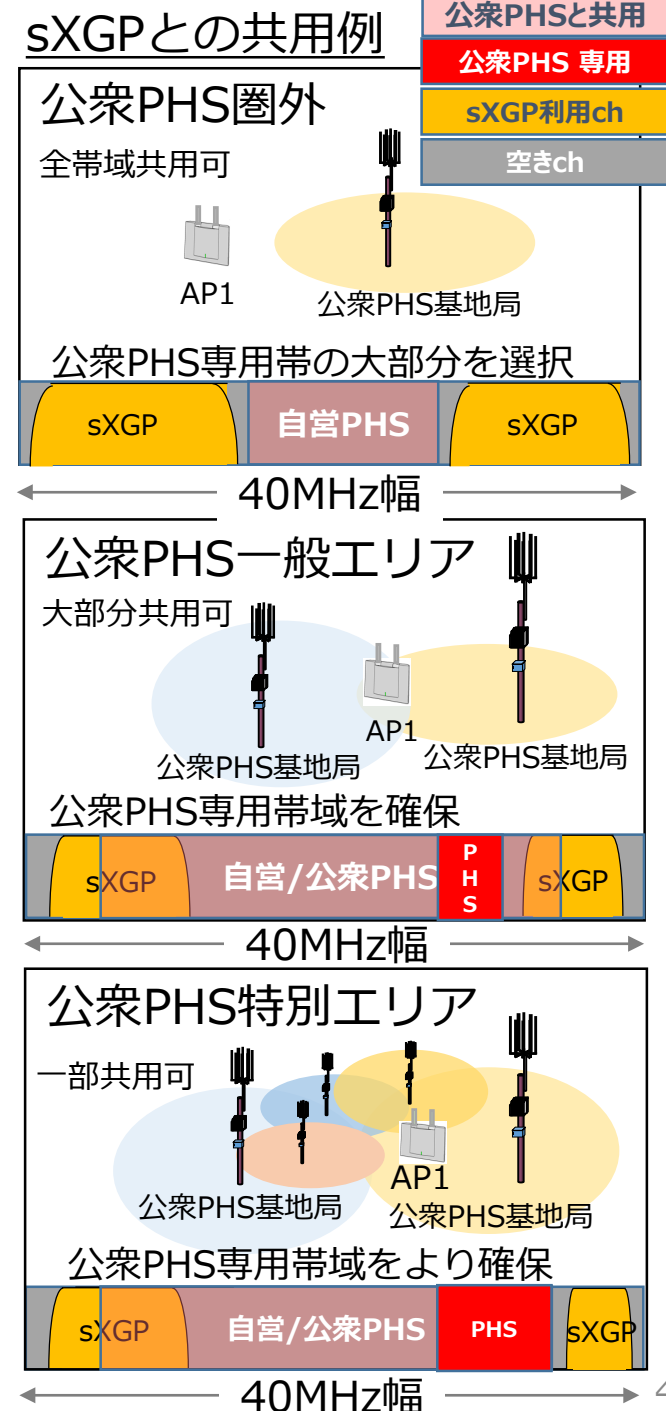 sXGPとの共用例
公衆PHSと共用
公衆PHS 専用
sXGP利用ch
空きch
公衆PHS圏外
全帯域共用可
AP1
公衆PHS基地局
公衆PHS専用帯の大部分を選択
sXGP
自営PHS
sXGP
40MHz幅
公衆PHS一般エリア
大部分共用可
AP1
公衆PHS基地局
公衆PHS基地局
公衆PHS専用帯域を確保
sXGP
自営/公衆PHS
PHS
sXGP
40MHz幅
公衆PHS特別エリア
一部共用可
AP1
公衆PHS基地局
公衆PHS基地局
公衆PHS専用帯域をより確保
sXGP
自営/公衆PHS
PHS
sXGP
40MHz幅